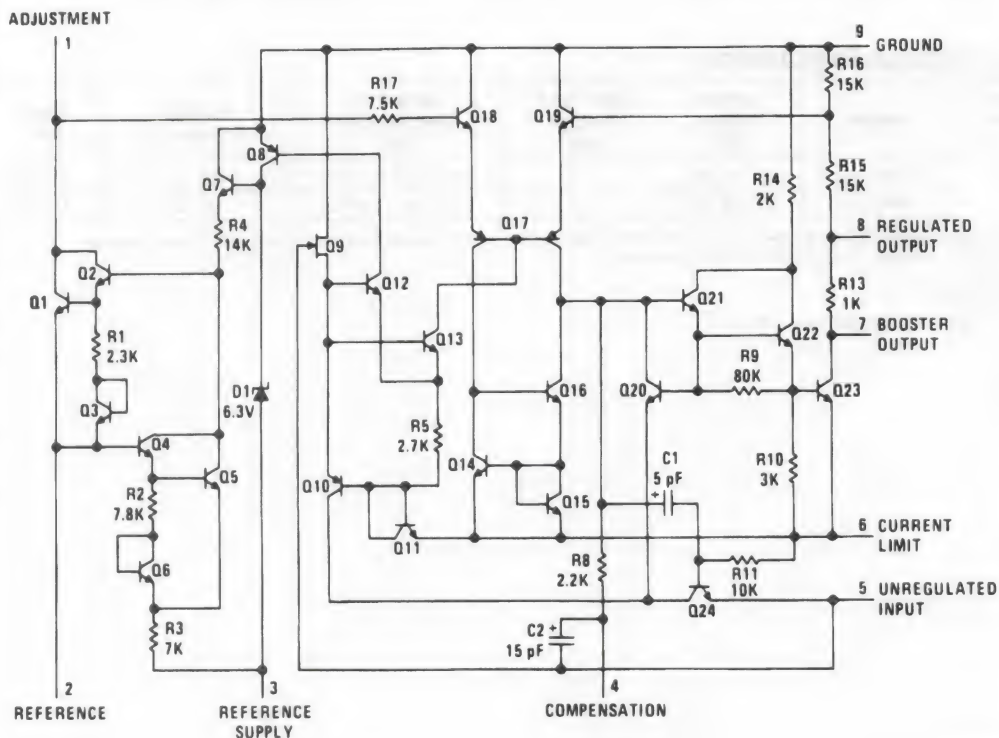 ADJUSTMENT
1
9
GROUND
R16
15K
R17
7.5K
Q18
Q19
Q8
R15
15K
Q7
R14
2K
R4
14K
Q17
8
REGULATED
OUTPUT
Q9
Q2
Q12
Q21
R13
1K
Q1
7
BOOSTER
OUTPUT
R1
2.3K
Q13
Q22
R9
80K
Q3
D1
6.3V
Q16
Q20
Q23
Q4
R5
2.7K
Q5
Q14
C1
5 pF
+
R10
3K
R2
7.8K
Q10
Q15
Q11
6
CURRENT
LIMIT
Q6
R8
2.2K
R11
10K
5
UNREGULATED
INPUT
R3
7K
Q24
C2
15 pF
+
2
REFERENCE
3
REFERENCE
SUPPLY
4
COMPENSATION